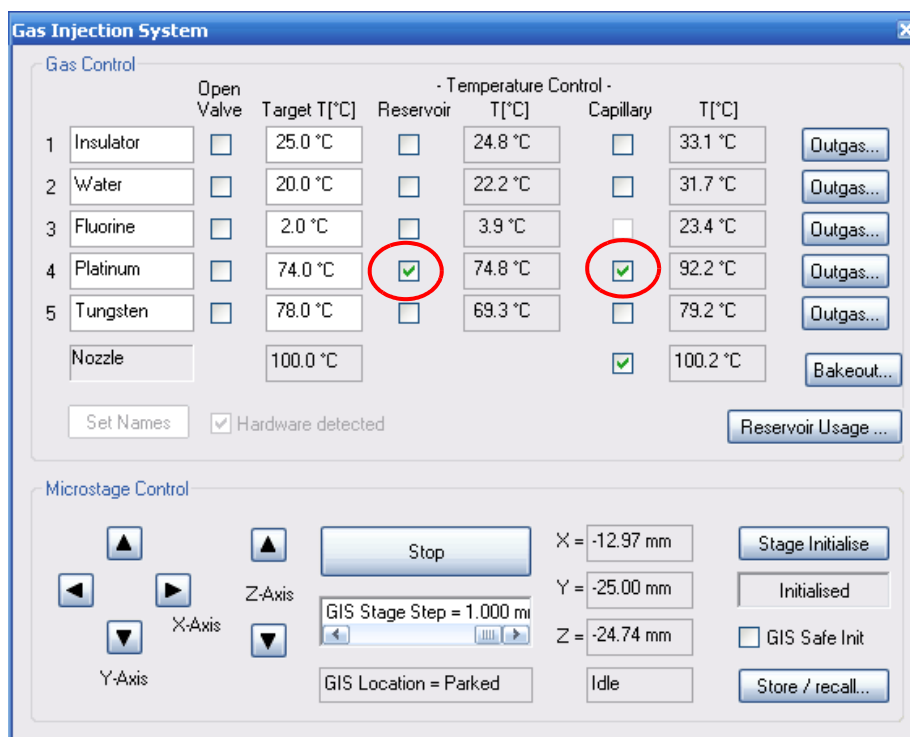 Gas Injection System
Gas Control
- Temperature Control -
Open Valve Target T[°C] Reservoir T[°C] Capillary T[°C]
1 Insulator 25.0 °C 24.8 °C 33.1 °C Outgas...
2 Water 20.0 °C 22.2 °C 31.7 °C Outgas...
3 Fluorine 2.0 °C 3.9 °C 23.4 °C Outgas...
4 Platinum 74.0 °C 74.8 °C 92.2 °C Outgas...
5 Tungsten 78.0 °C 69.3 °C 79.2 °C Outgas...
Nozzle 100.0 °C 100.2 °C Bakeout...
Set Names Hardware detected Reservoir Usage ...
Microstage Control
Stop X = -12.97 mm Stage Initialise
Z-Axis Y = -25.00 mm Initialised
X-Axis GIS Stage Step = 1.000 Z = -24.74 mm GIS Safe Init
Y-Axis GIS Location = Parked Idle Store / recall...